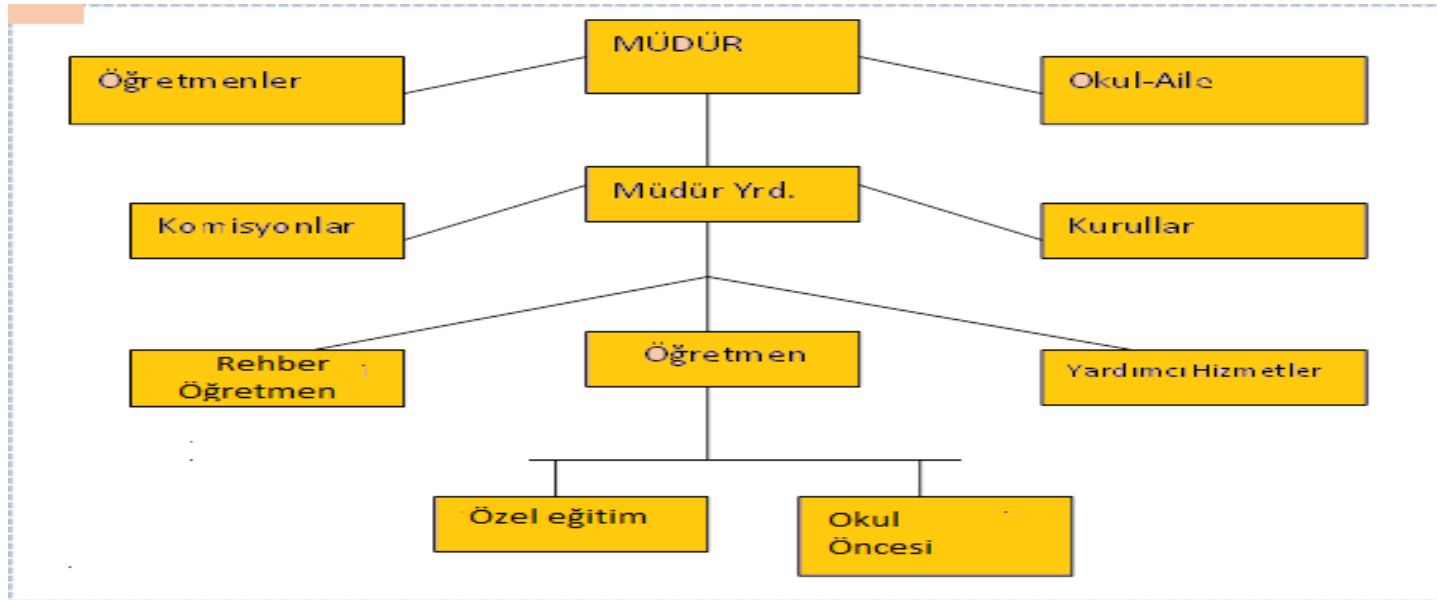 MÜDÜR
Öğretmenler
Okul-Aile
Müdür Yrd.
Komisyonlar
Kurullar
Rehber
Öğretmen
Öğretmen
Yardımcı Hizmetler
Özel eğitim
Okul
Öncesi